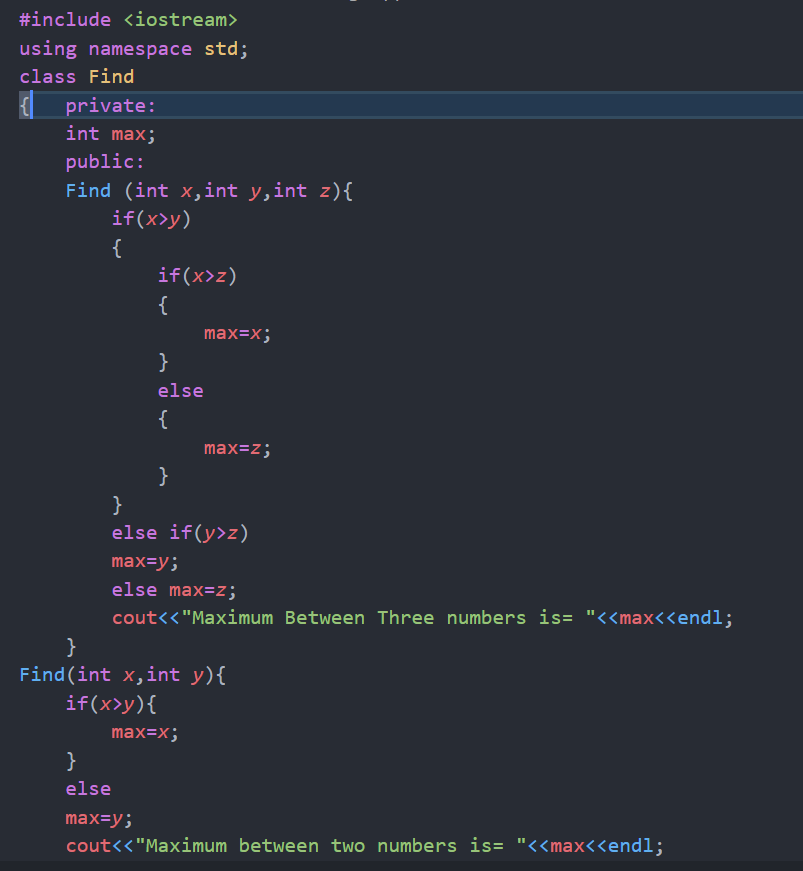 #include <iostream>
using namespace std;
class Find
{   private:
    int max;
    public:
    Find (int x,int y,int z){
        if(x>y)
        {
            if(x>z)
            {
                max=x;
            }
            else
            {
                max=z;
            }
        }
        else if(y>z)
        max=y;
        else max=z;
        cout<<"Maximum Between Three numbers is= "<<max<<endl;
    }
Find(int x,int y){
    if(x>y){
        max=x;
    }
    else
    max=y;
    cout<<"Maximum between two numbers is= "<<max<<endl;